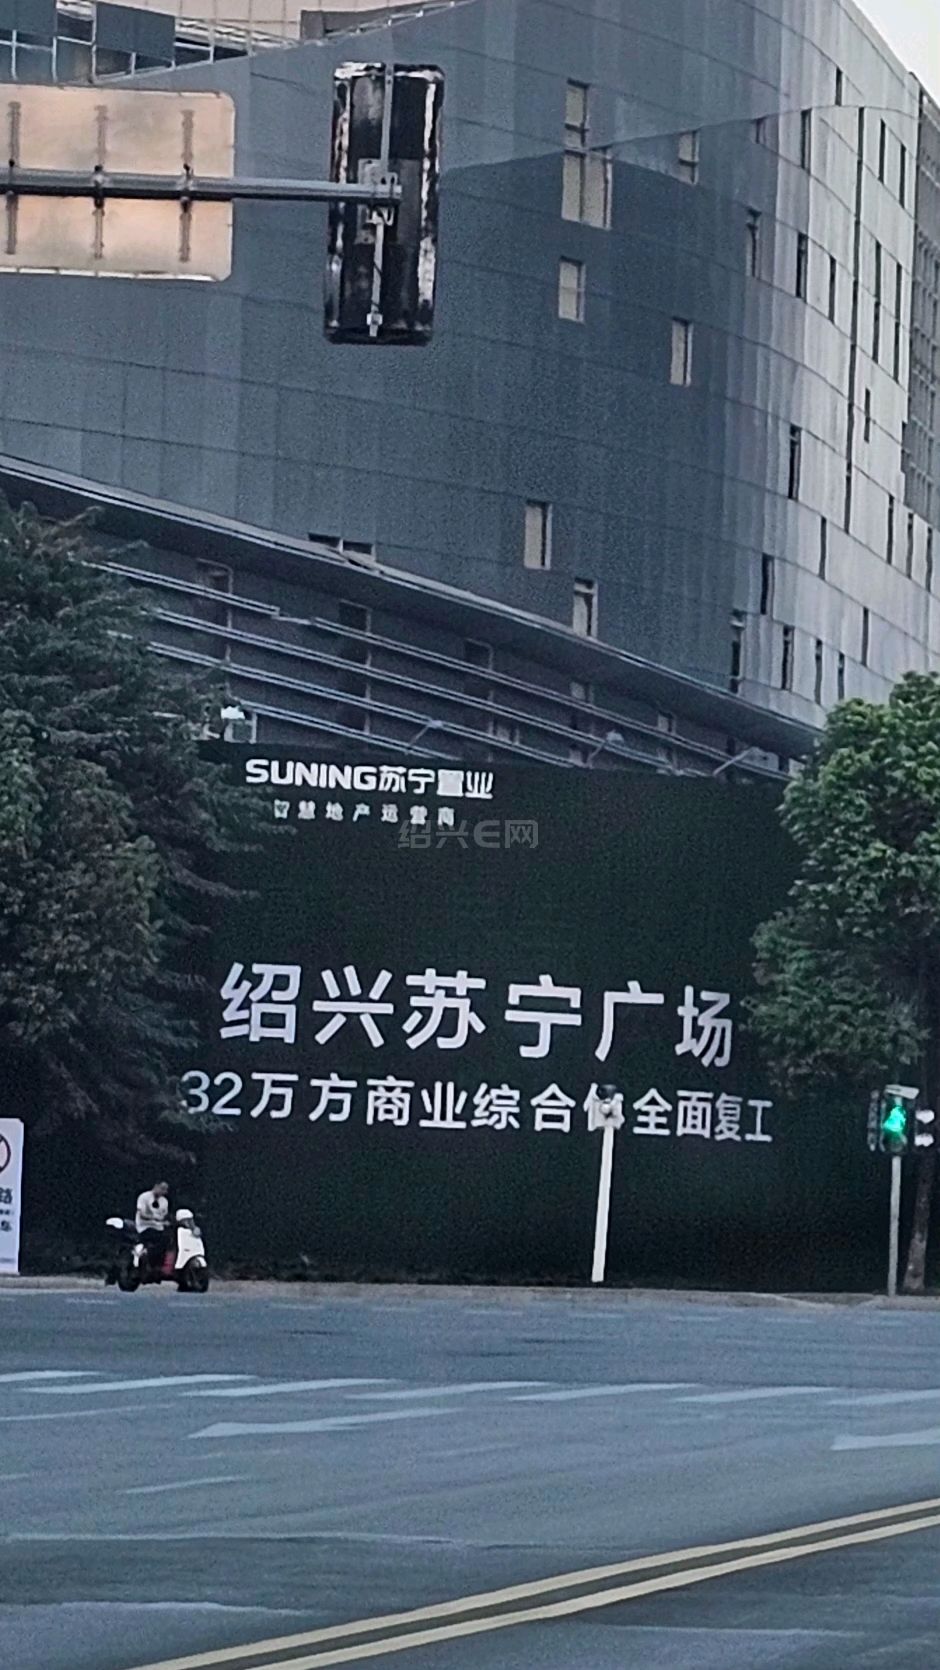 SUNING苏宁置业
智慧地产运营商
绍兴E网
绍兴苏宁广场
32万方商业综合体全面复工
路
车